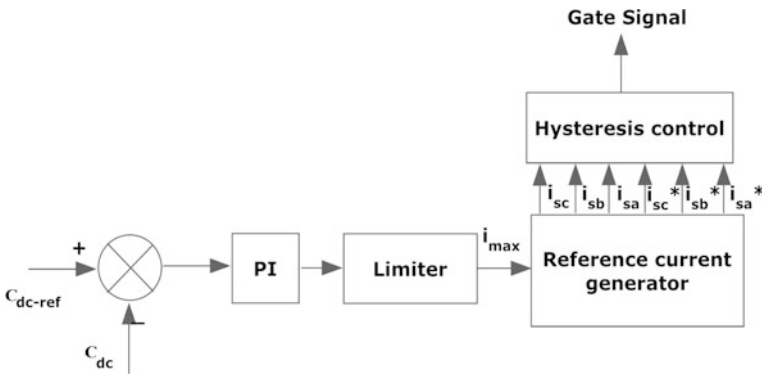 Gate Signal
Hysteresis control
isc isb isa isc* isb* isa*
+
PI
Limiter
imax
Reference current
generator
Cdc-ref
−
Cdc